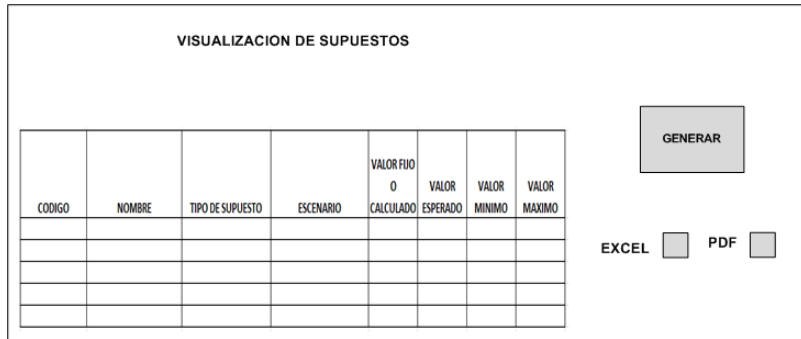 VISUALIZACION DE SUPUESTOS
GENERAR
CODIGO
NOMBRE
TIPO DE SUPUESTO
ESCENARIO
VALOR FIJO
O
CALCULADO
VALOR
ESPERADO
VALOR
MINIMO
VALOR
MAXIMO
EXCEL
PDF